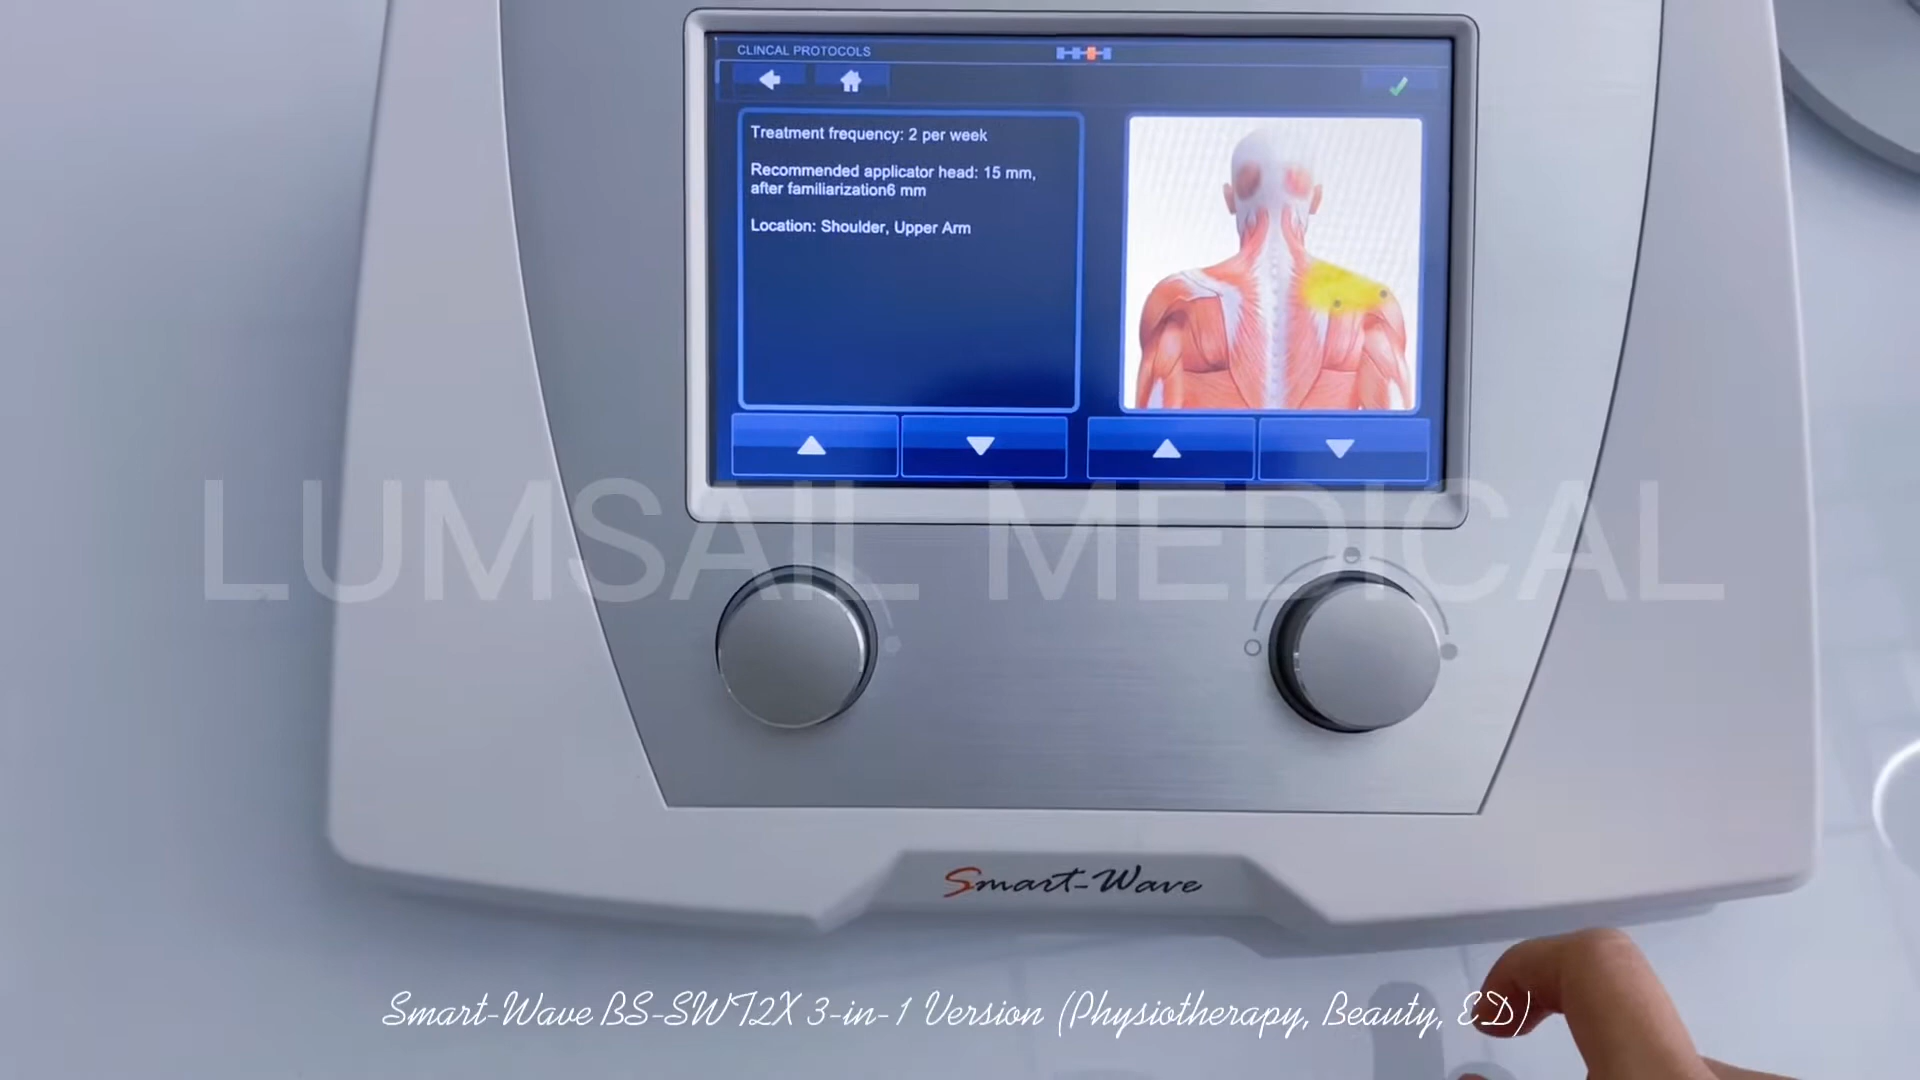 CLINCAL PROTOCOLS
Treatment frequency: 2 per week
Recommended applicator head: 15 mm,
after familiarization6 mm
Location: Shoulder, Upper Arm
LUMSAIL MEDICAL
Smart-Wave
Smart-Wave BS-SWT2X 3-in-1 Version (Physiotherapy, Beauty, ED)